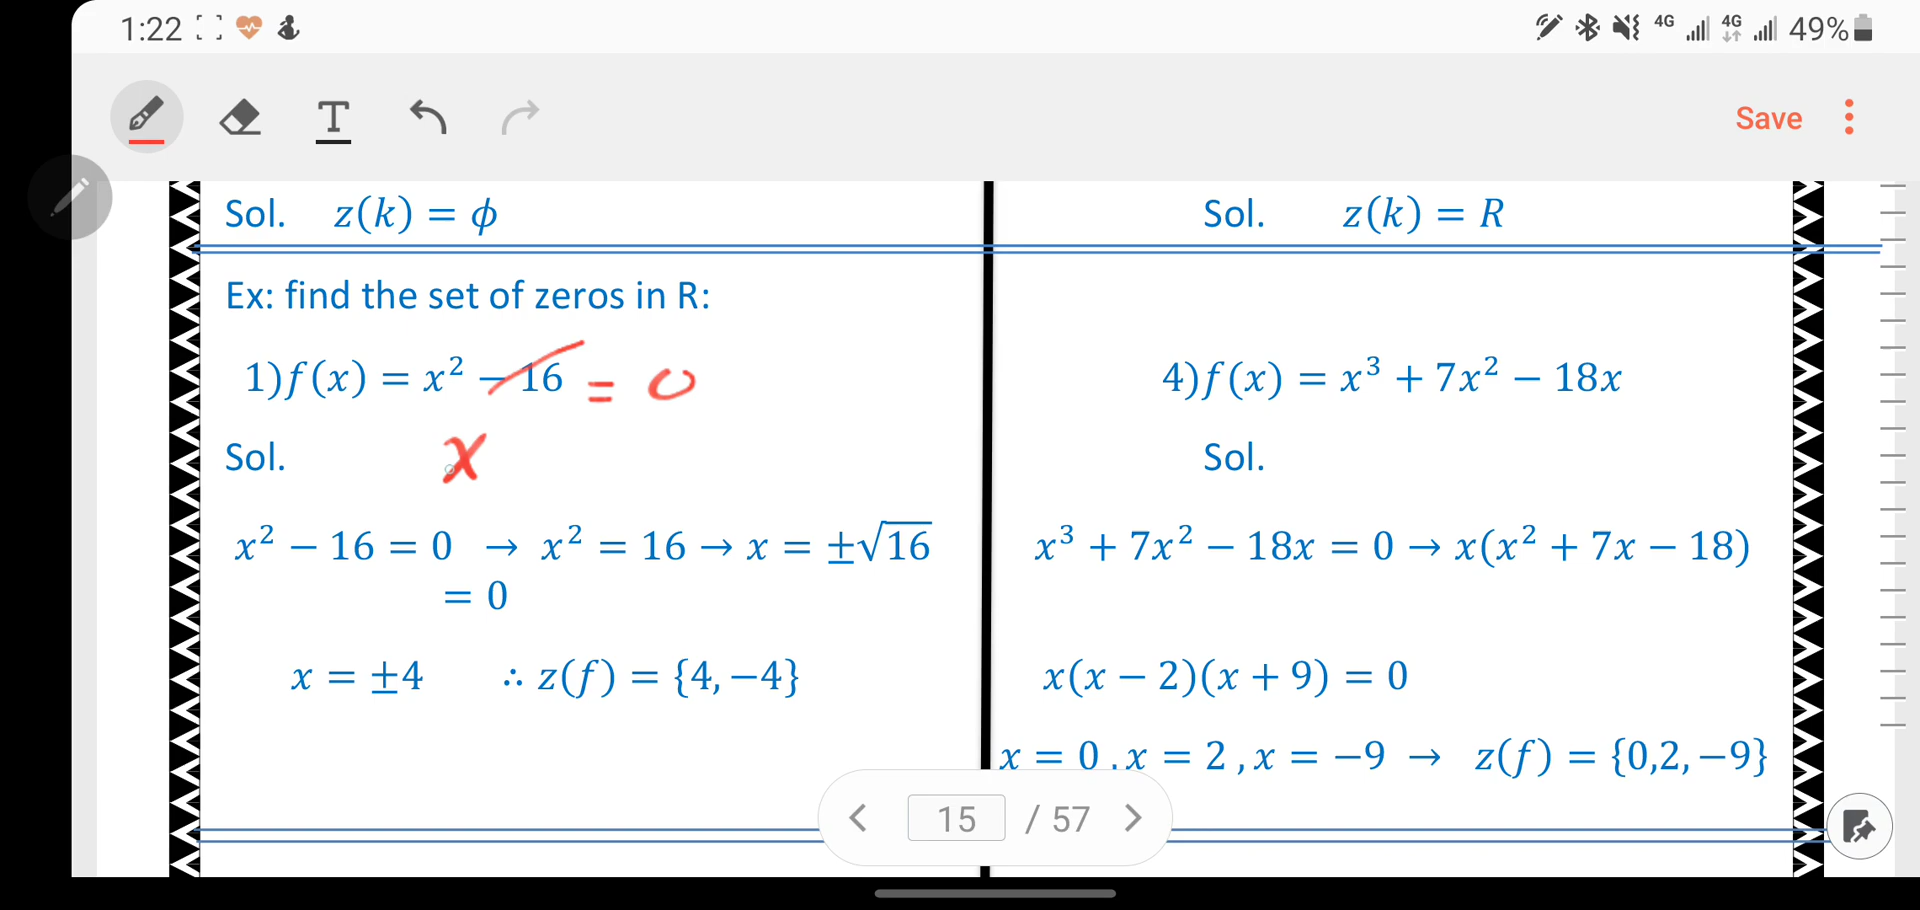 1:22
4G 4G 49%
T
Save
Sol. z(k) = ϕ
Ex: find the set of zeros in R:
1)f(x) = x² − 16 = 0
Sol. x
x² − 16 = 0 → x² = 16 → x = ±√16
= 0
x = ±4 ∴ z(f) = {4, −4}
Sol. z(k) = R
4)f(x) = x³ + 7x² − 18x
Sol.
x³ + 7x² − 18x = 0 → x(x² + 7x − 18)
x(x − 2)(x + 9) = 0
x = 0 , x = 2 , x = −9 → z(f) = {0,2, −9}
15 / 57